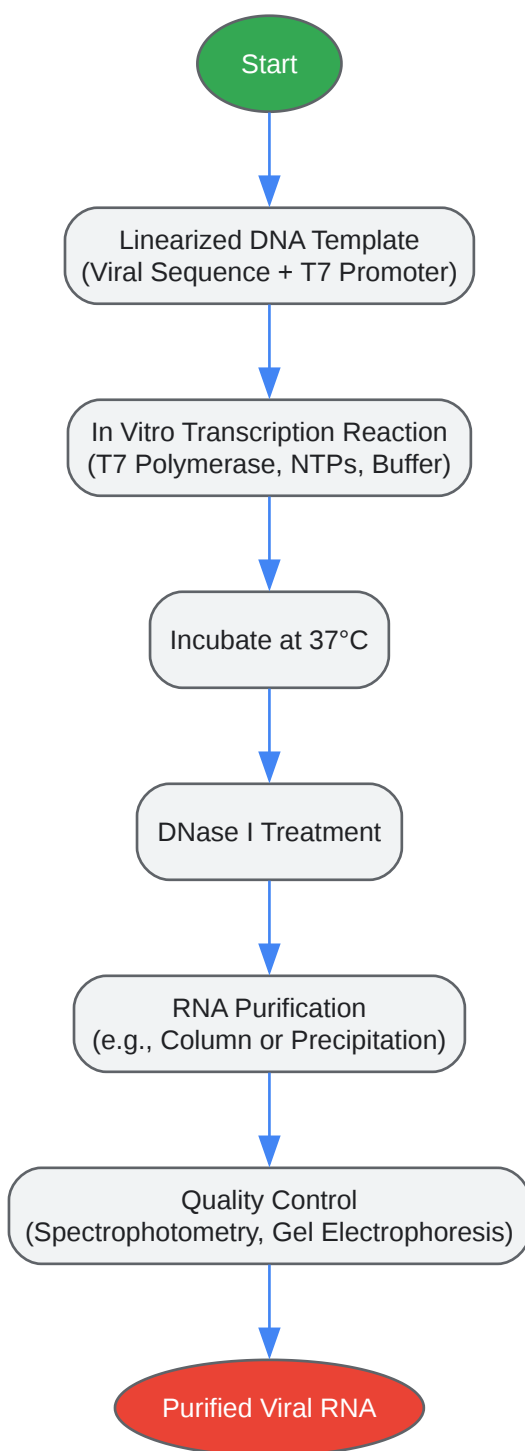 Start
Linearized DNA Template
(Viral Sequence + T7 Promoter)
In Vitro Transcription Reaction
(T7 Polymerase, NTPs, Buffer)
Incubate at 37°C
DNase I Treatment
RNA Purification
(e.g., Column or Precipitation)
Quality Control
(Spectrophotometry, Gel Electrophoresis)
Purified Viral RNA